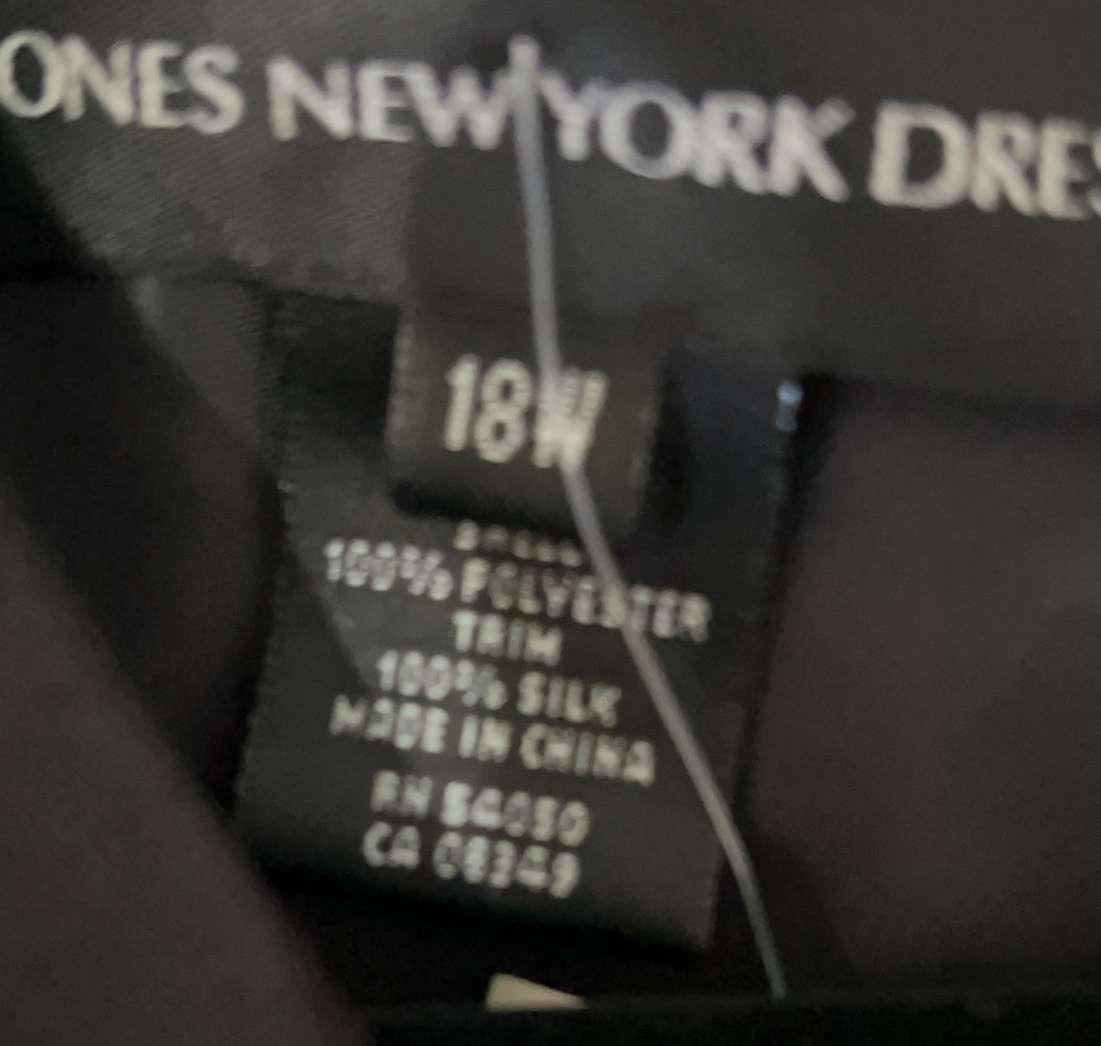 ONES NEW YORK DRES
18W
100% POLYESTER
TRIM
100% SILK
MADE IN CHINA
RN 54050
CA 08349